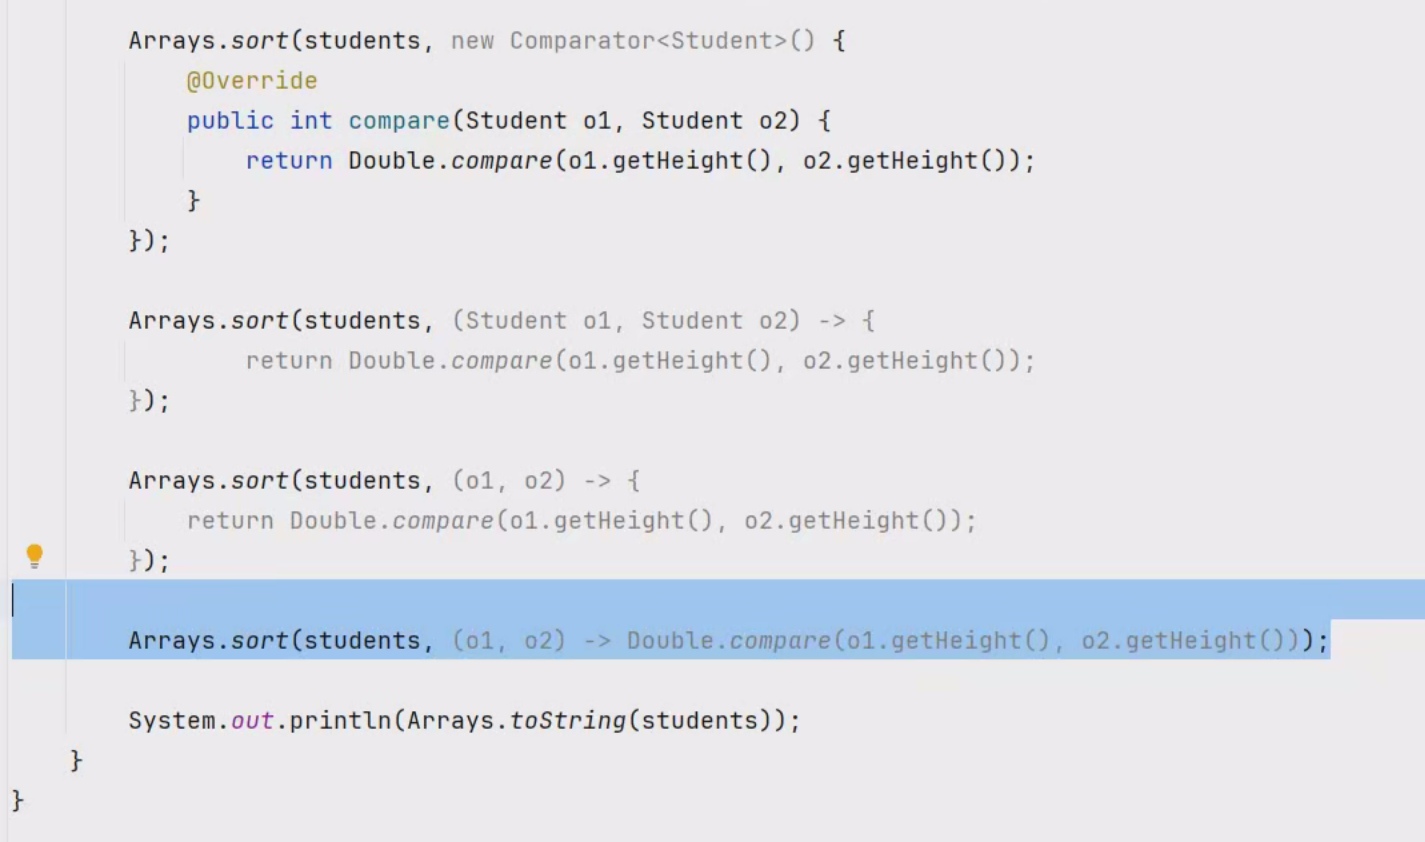 Arrays.sort(students, new Comparator<Student>() {
@Override
public int compare(Student o1, Student o2) {
return Double.compare(o1.getHeight(), o2.getHeight());
}
});
Arrays.sort(students, (Student o1, Student o2) -> {
return Double.compare(o1.getHeight(), o2.getHeight());
});
Arrays.sort(students, (o1, o2) -> {
return Double.compare(o1.getHeight(), o2.getHeight());
});
Arrays.sort(students, (o1, o2) -> Double.compare(o1.getHeight(), o2.getHeight()));
System.out.println(Arrays.toString(students));
}
}